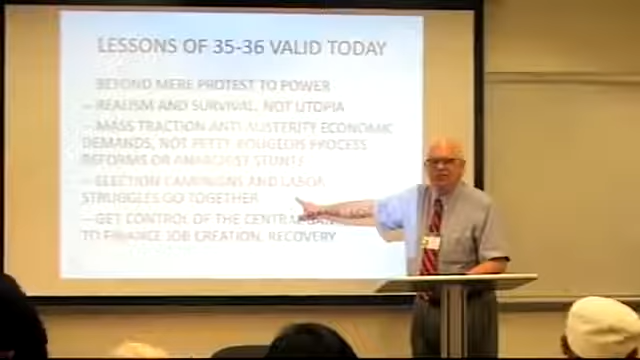 LESSONS OF 35-36 VALID TODAY
BEYOND MERE PROTEST TO POWER
– REALISM AND SURVIVAL, NOT UTOPIA
– MASS TRACTION ANTI-AUSTERITY ECONOMIC
DEMANDS, NOT PETTY BOUGEOIS PROCESS
REFORMS OR ANARCHIST STUNTS
– ELECTION CAMPAIGNS AND LABOR
STRUGGLES GO TOGETHER
– GET CONTROL OF THE CENTRAL
TO FINANCE JOB CREATION, RECOVERY